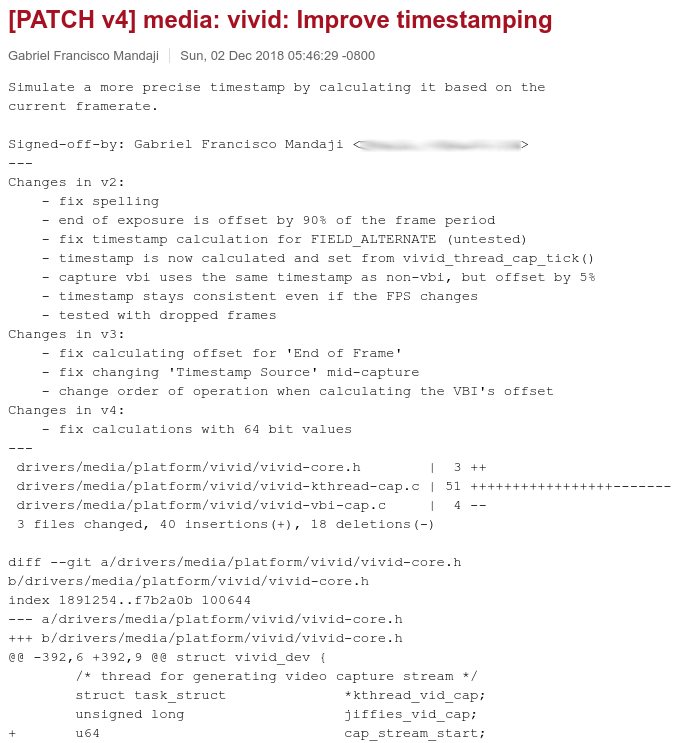 [PATCH v4] media: vivid: Improve timestamping
Gabriel Francisco Mandaji | Sun, 02 Dec 2018 05:46:29 -0800
Simulate a more precise timestamp by calculating it based on the
current framerate.

Signed-off-by: Gabriel Francisco Mandaji < >
---
Changes in v2:
    - fix spelling
    - end of exposure is offset by 90% of the frame period
    - fix timestamp calculation for FIELD_ALTERNATE (untested)
    - timestamp is now calculated and set from vivid_thread_cap_tick()
    - capture vbi uses the same timestamp as non-vbi, but offset by 5%
    - timestamp stays consistent even if the FPS changes
    - tested with dropped frames
Changes in v3:
    - fix calculating offset for 'End of Frame'
    - fix changing 'Timestamp Source' mid-capture
    - change order of operation when calculating the VBI's offset
Changes in v4:
    - fix calculations with 64 bit values
---
 drivers/media/platform/vivid/vivid-core.h        |  3 ++
 drivers/media/platform/vivid/vivid-kthread-cap.c | 51 +++++++++++++++++-------
 drivers/media/platform/vivid/vivid-vbi-cap.c     |  4 --
 3 files changed, 40 insertions(+), 18 deletions(-)

diff --git a/drivers/media/platform/vivid/vivid-core.h
b/drivers/media/platform/vivid/vivid-core.h
index 1891254..f7b2a0b 100644
--- a/drivers/media/platform/vivid/vivid-core.h
+++ b/drivers/media/platform/vivid/vivid-core.h
@@ -392,6 +392,9 @@ struct vivid_dev {
        /* thread for generating video capture stream */
        struct task_struct              *kthread_vid_cap;
        unsigned long                   jiffies_vid_cap;
+       u64                             cap_stream_start;